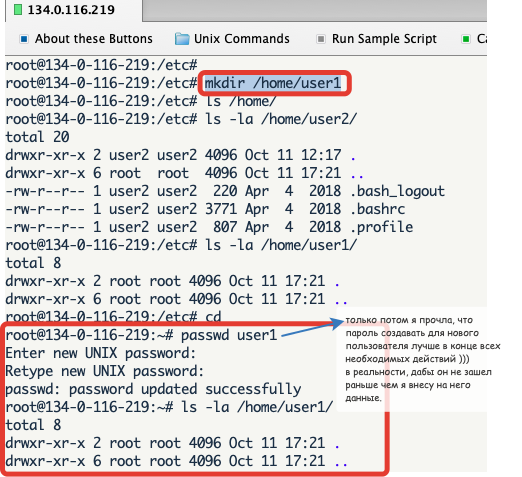 134.0.116.219
About these Buttons Unix Commands Run Sample Script Ca
root@134-0-116-219:/etc#
root@134-0-116-219:/etc# mkdir /home/user1
root@134-0-116-219:/etc# ls /home/
root@134-0-116-219:/etc# ls -la /home/user2/
total 20
drwxr-xr-x 2 user2 user2 4096 Oct 11 12:17 .
drwxr-xr-x 6 root  root  4096 Oct 11 17:21 ..
-rw-r--r-- 1 user2 user2  220 Apr  4  2018 .bash_logout
-rw-r--r-- 1 user2 user2 3771 Apr  4  2018 .bashrc
-rw-r--r-- 1 user2 user2  807 Apr  4  2018 .profile
root@134-0-116-219:/etc# ls -la /home/user1/
total 8
drwxr-xr-x 2 root root 4096 Oct 11 17:21 .
drwxr-xr-x 6 root root 4096 Oct 11 17:21 ..
root@134-0-116-219:/etc# cd
root@134-0-116-219:~# passwd user1
Enter new UNIX password:
Retype new UNIX password:
passwd: password updated successfully
root@134-0-116-219:~# ls -la /home/user1/
total 8
drwxr-xr-x 2 root root 4096 Oct 11 17:21 .
drwxr-xr-x 6 root root 4096 Oct 11 17:21 ..
только потом я прочла, что
пароль создавать для нового
пользователя лучше в конце всех
необходимых действий )))
в реальности, дабы он не зашел
раньше чем я внесу на него
данные.